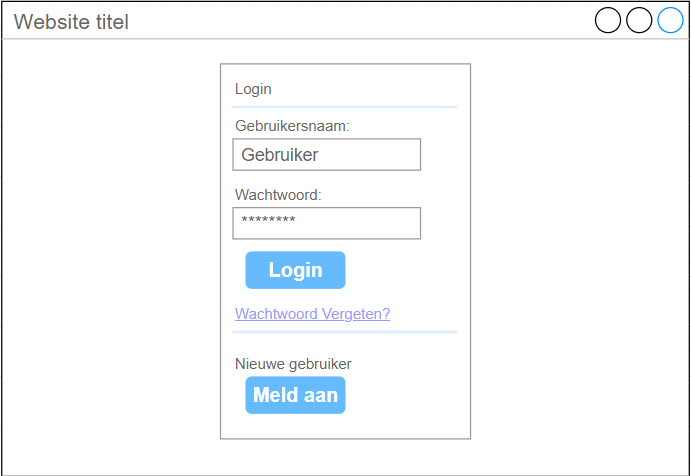 Website titel
Login
Gebruikersnaam:
Gebruiker
Wachtwoord:
********
Login
Wachtwoord Vergeten?
Nieuwe gebruiker
Meld aan